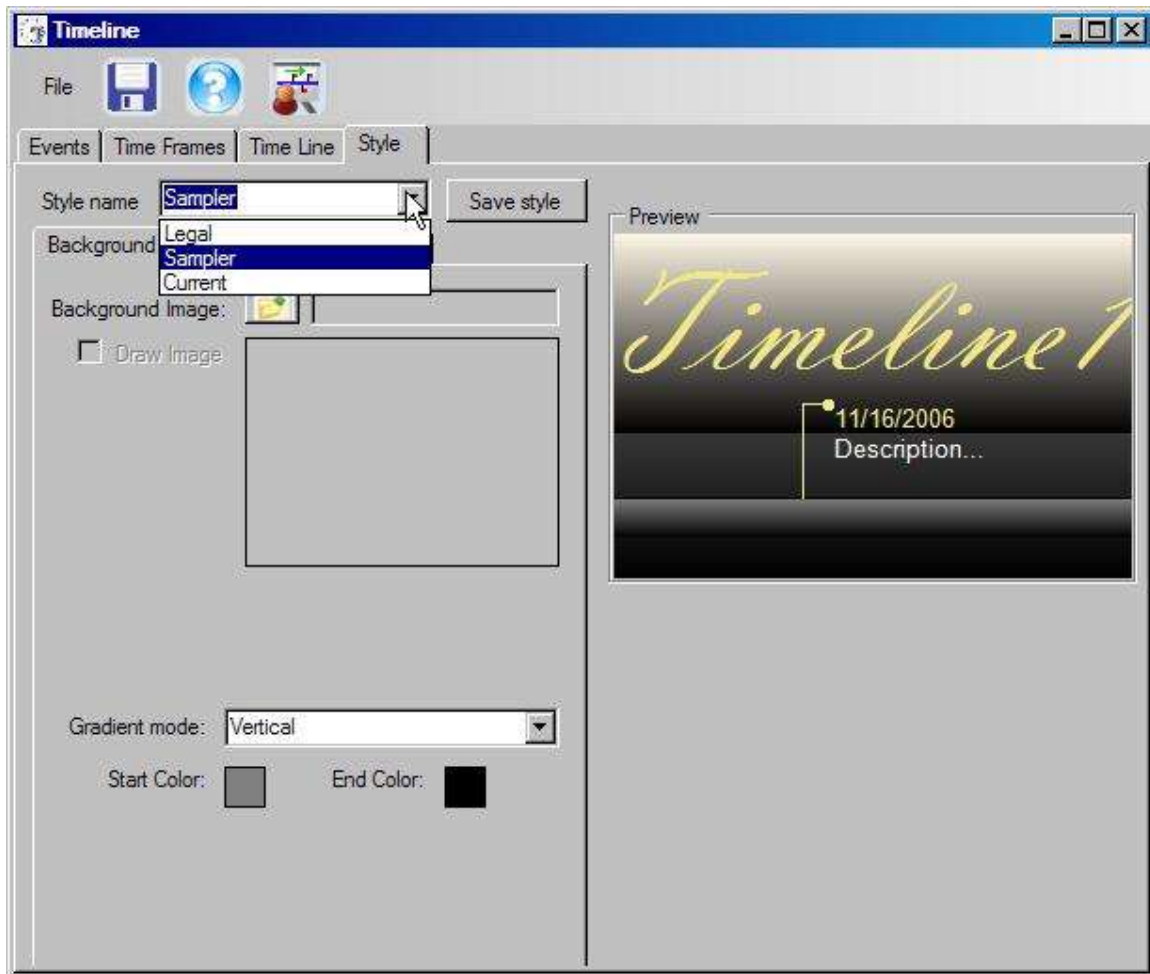 Timeline
File
Events Time Frames Time Line Style
Style name Sampler Save style
Legal
Sampler
Current
Background
Background Image:
Draw Image
Gradient mode: Vertical
Start Color: End Color:
Preview
Timeline1
11/16/2006
Description...